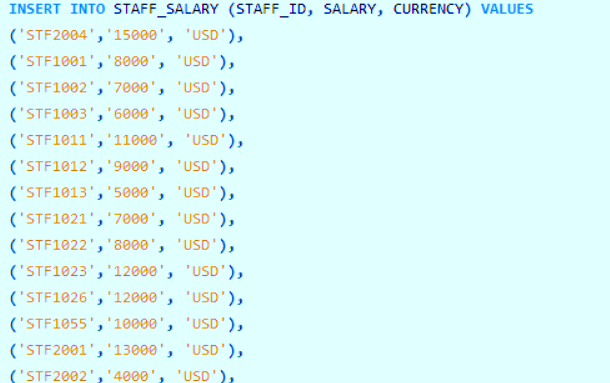 INSERT INTO STAFF_SALARY (STAFF_ID, SALARY, CURRENCY) VALUES
('STF2004','15000', 'USD'),
('STF1001','8000', 'USD'),
('STF1002','7000', 'USD'),
('STF1003','6000', 'USD'),
('STF1011','11000', 'USD'),
('STF1012','9000', 'USD'),
('STF1013','5000', 'USD'),
('STF1021','7000', 'USD'),
('STF1022','8000', 'USD'),
('STF1023','12000', 'USD'),
('STF1026','12000', 'USD'),
('STF1055','10000', 'USD'),
('STF2001','13000', 'USD'),
('STF2002','4000', 'USD'),